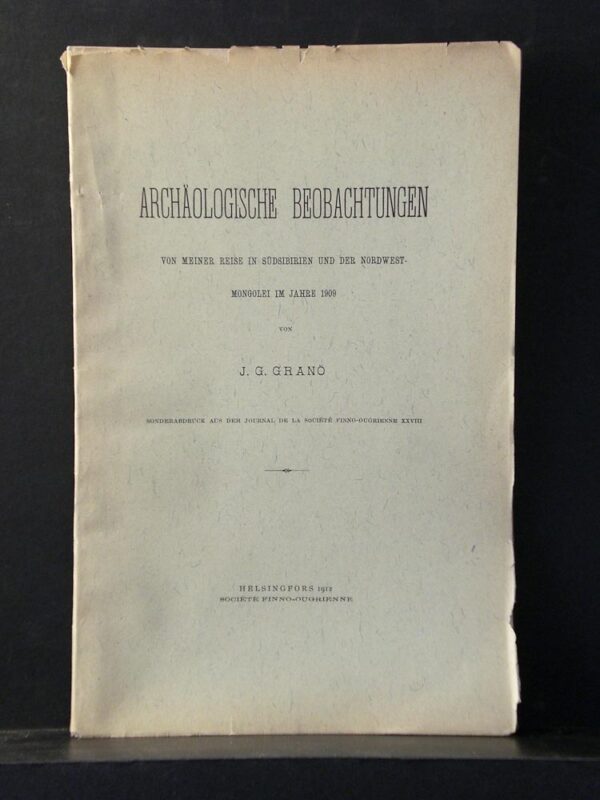 ARCHÄOLOGISCHE BEOBACHTUNGEN
VON MEINER REISE IN SÜDSIBIRIEN UND DER NORDWEST-
MONGOLEI IM JAHRE 1909
VON
J. G. GRANÖ
SONDERABDRUCK AUS DER JOURNAL DE LA SOCIÉTÉ FINNO-OUGRIENNE XXVIII
HELSINGFORS 1912
SOCIÉTÉ FINNO-OUGRIENNE